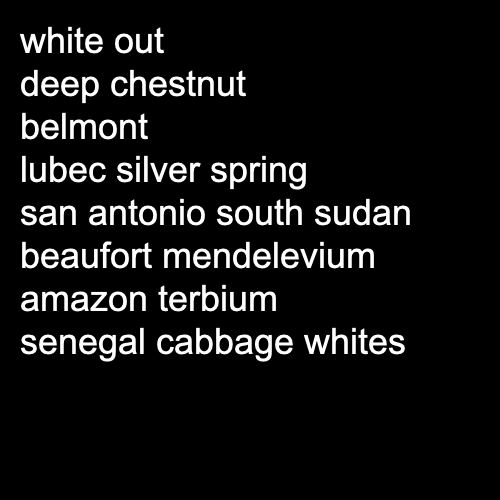 white out
deep chestnut
belmont
lubec silver spring
san antonio south sudan
beaufort mendelevium
amazon terbium
senegal cabbage whites